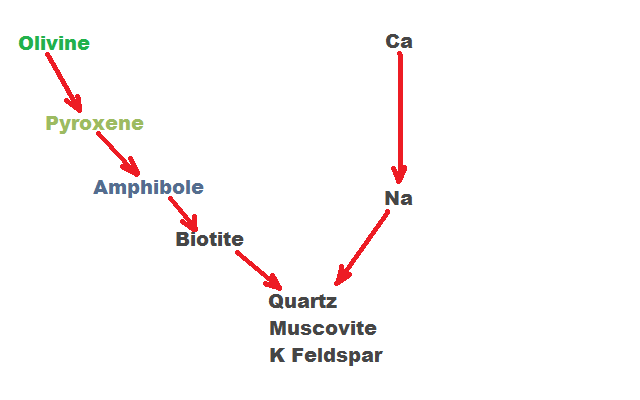 Olivine
Ca
Pyroxene
Amphibole
Na
Biotite
Quartz
Muscovite
K Feldspar